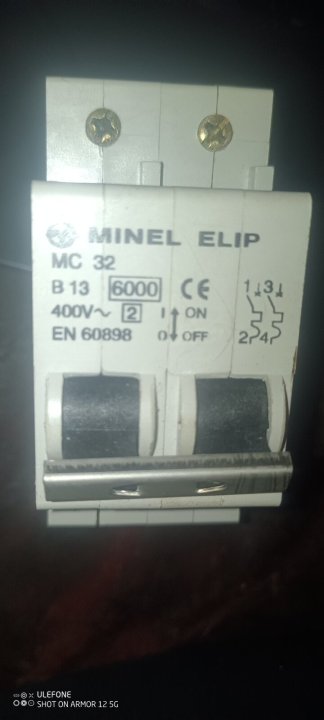 MINEL ELIP
MC 32
B 13 6000 CE 1 3
400V~ 2 I ON
EN 60898 0 OFF 2 4
ULEFONE
SHOT ON ARMOR 12 5G